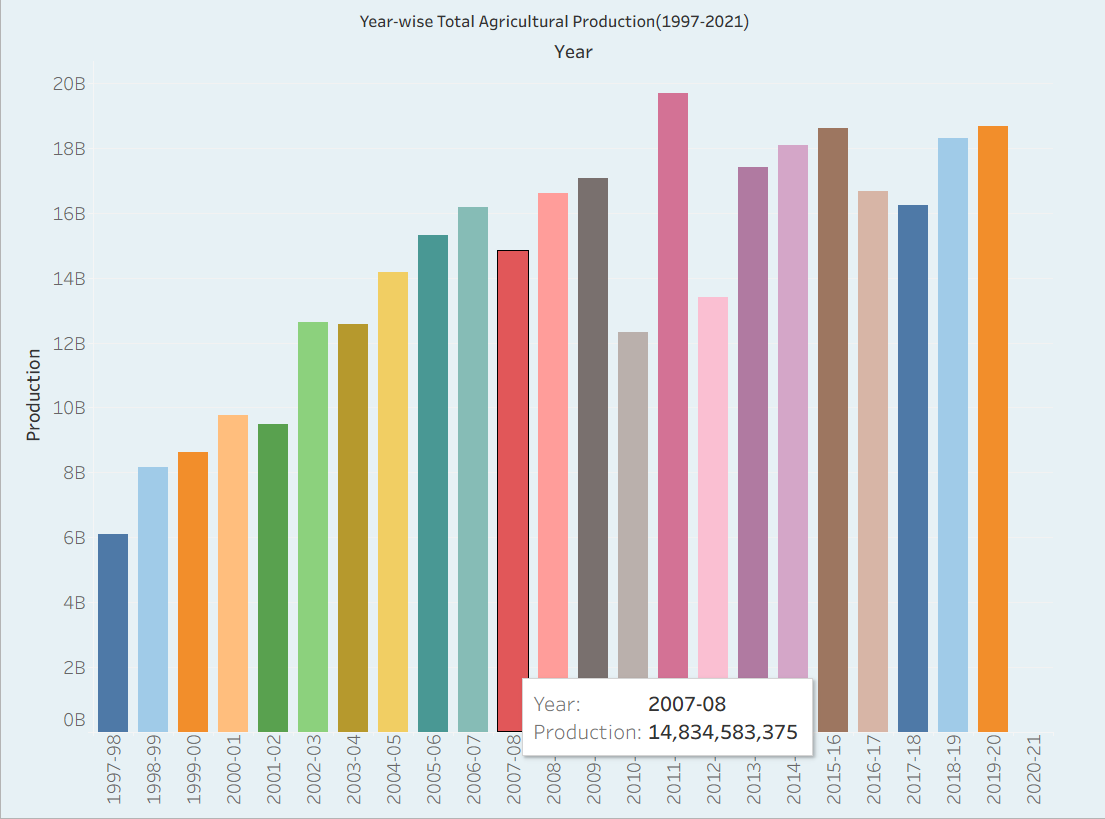 Year-wise Total Agricultural Production(1997-2021)
Year
Production
20B
18B
16B
14B
12B
10B
8B
6B
4B
2B
0B
Year: 2007-08
Production: 14,834,583,375
1997-98
1998-99
1999-00
2000-01
2001-02
2002-03
2003-04
2004-05
2005-06
2006-07
2007-08
2008-
2009-
2010-
2011-
2012-
2013-
2014-
2015-16
2016-17
2017-18
2018-19
2019-20
2020-21